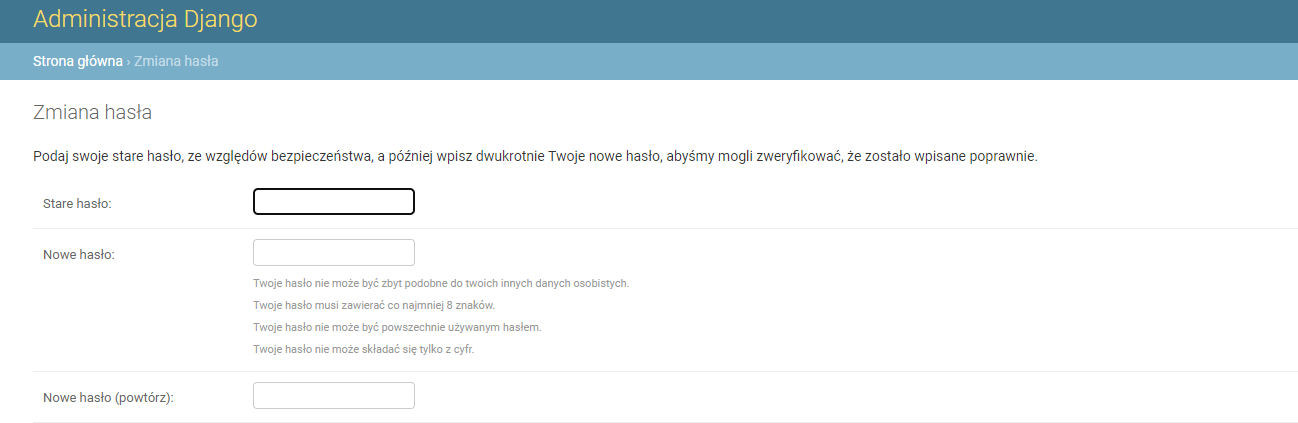 Administracja Django
Strona główna › Zmiana hasła
Zmiana hasła
Podaj swoje stare hasło, ze względów bezpieczeństwa, a później wpisz dwukrotnie Twoje nowe hasło, abyśmy mogli zweryfikować, że zostało wpisane poprawnie.
Stare hasło:
Nowe hasło:
Twoje hasło nie może być zbyt podobne do twoich innych danych osobistych.
Twoje hasło musi zawierać co najmniej 8 znaków.
Twoje hasło nie może być powszechnie używanym hasłem.
Twoje hasło nie może składać się tylko z cyfr.
Nowe hasło (powtórz):